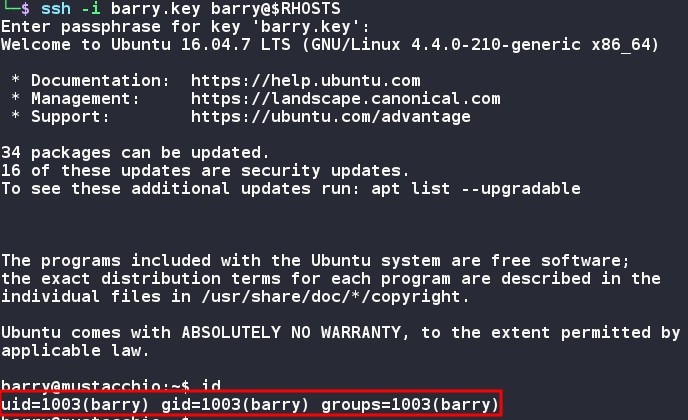 └─$ ssh -i barry.key barry@$RHOSTS
Enter passphrase for key 'barry.key':
Welcome to Ubuntu 16.04.7 LTS (GNU/Linux 4.4.0-210-generic x86_64)
* Documentation:  https://help.ubuntu.com
* Management:     https://landscape.canonical.com
* Support:        https://ubuntu.com/advantage
34 packages can be updated.
16 of these updates are security updates.
To see these additional updates run: apt list --upgradable
The programs included with the Ubuntu system are free software;
the exact distribution terms for each program are described in the
individual files in /usr/share/doc/*/copyright.
Ubuntu comes with ABSOLUTELY NO WARRANTY, to the extent permitted by
applicable law.
barry@mustacchio:~$ id
uid=1003(barry) gid=1003(barry) groups=1003(barry)
barry@mustacchio:~$